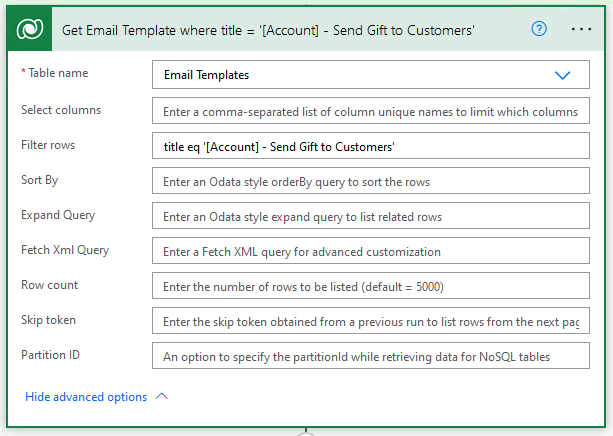 Get Email Template where title = '[Account] - Send Gift to Customers'
* Table name
Email Templates
Select columns
Enter a comma-separated list of column unique names to limit which columns
Filter rows
title eq '[Account] - Send Gift to Customers'
Sort By
Enter an Odata style orderBy query to sort the rows
Expand Query
Enter an Odata style expand query to list related rows
Fetch Xml Query
Enter a Fetch XML query for advanced customization
Row count
Enter the number of rows to be listed (default = 5000)
Skip token
Enter the skip token obtained from a previous run to list rows from the next pag
Partition ID
An option to specify the partitionId while retrieving data for NoSQL tables
Hide advanced options